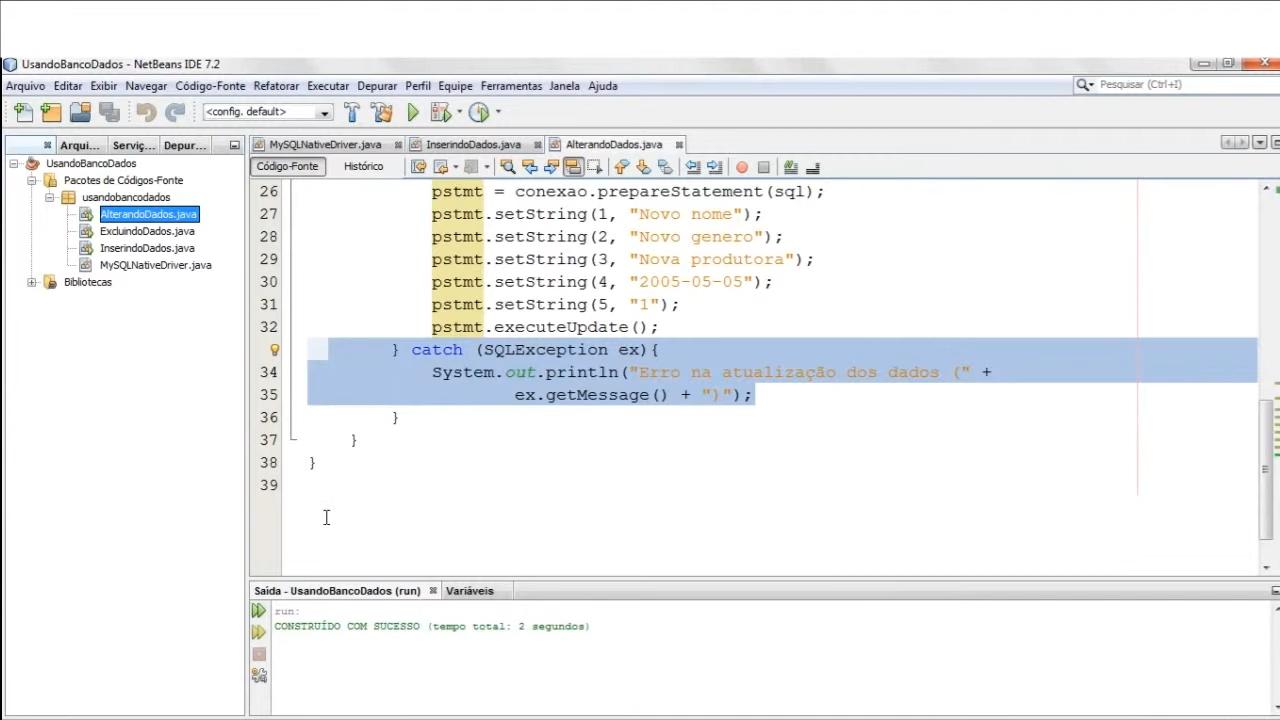 UsandoBancoDados - NetBeans IDE 7.2
Arquivo Editar Exibir Navegar Código-Fonte Refatorar Executar Depurar Perfil Equipe Ferramentas Janela Ajuda
Pesquisar (Ctrl+I)
<config. default>
Arqui... Serviç... Depur...
MySQLNativeDriver.java InserindoDados.java AlterandoDados.java
Código-Fonte Histórico
UsandoBancoDados
Pacotes de Códigos-Fonte
usandobancodados
AlterandoDados.java
ExcluindoDados.java
InserindoDados.java
MySQLNativeDriver.java
Bibliotecas
26 pstmt = conexao.prepareStatement(sql);
27 pstmt.setString(1, "Novo nome");
28 pstmt.setString(2, "Novo genero");
29 pstmt.setString(3, "Nova produtora");
30 pstmt.setString(4, "2005-05-05");
31 pstmt.setString(5, "1");
32 pstmt.executeUpdate();
} catch (SQLException ex){
34 System.out.println("Erro na atualização dos dados (" +
35 ex.getMessage() + ")");
36 }
37 }
38 }
39
Saída - UsandoBancoDados (run) Variáveis
run:
CONSTRUÍDO COM SUCESSO (tempo total: 2 segundos)